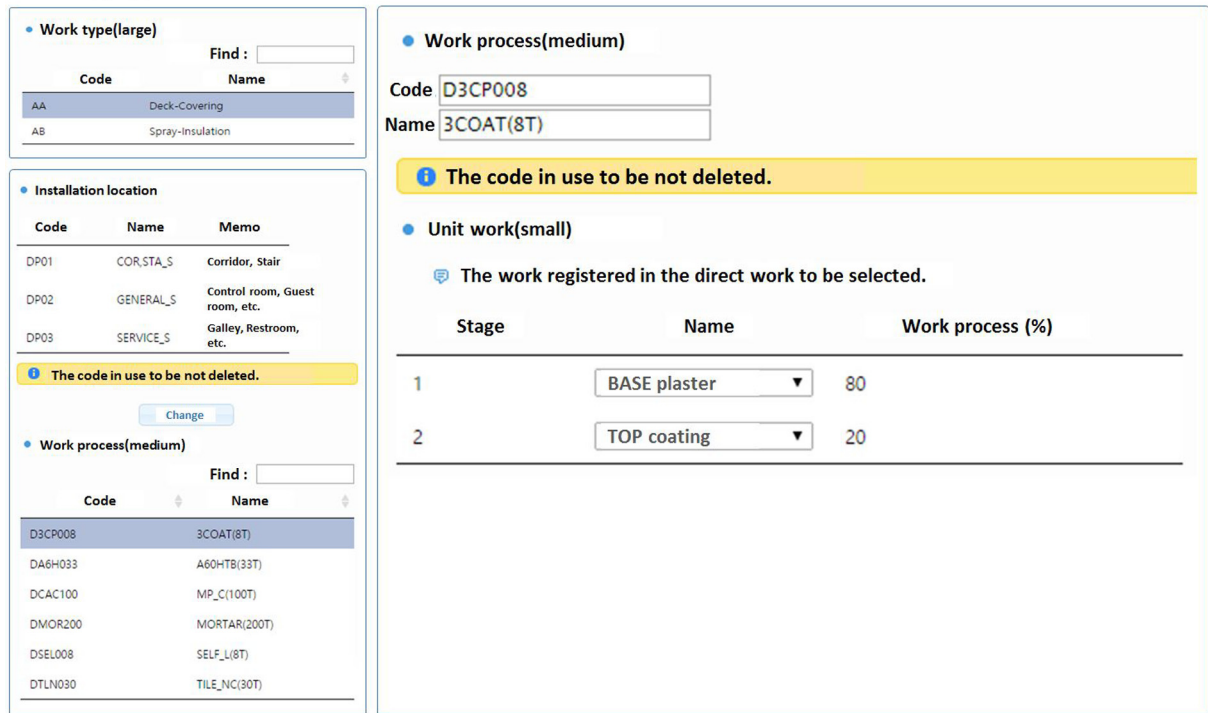 Work type(large)
Find :
Code Name
AA Deck-Covering
AB Spray-Insulation
Installation location
Code Name Memo
DP01 COR,STA_S Corridor, Stair
DP02 GENERAL_S Control room, Guest
room, etc.
DP03 SERVICE_S Galley, Restroom,
etc.
The code in use to be not deleted.
Change
Work process(medium)
Find :
Code Name
D3CP008 3COAT(8T)
DA6H033 A60HTB(33T)
DCAC100 MP_C(100T)
DMOR200 MORTAR(200T)
DSEL008 SELF_L(8T)
DTLN030 TILE_NC(30T)
Work process(medium)
Code D3CP008
Name 3COAT(8T)
The code in use to be not deleted.
Unit work(small)
The work registered in the direct work to be selected.
Stage Name Work process (%)
1 BASE plaster 80
2 TOP coating 20